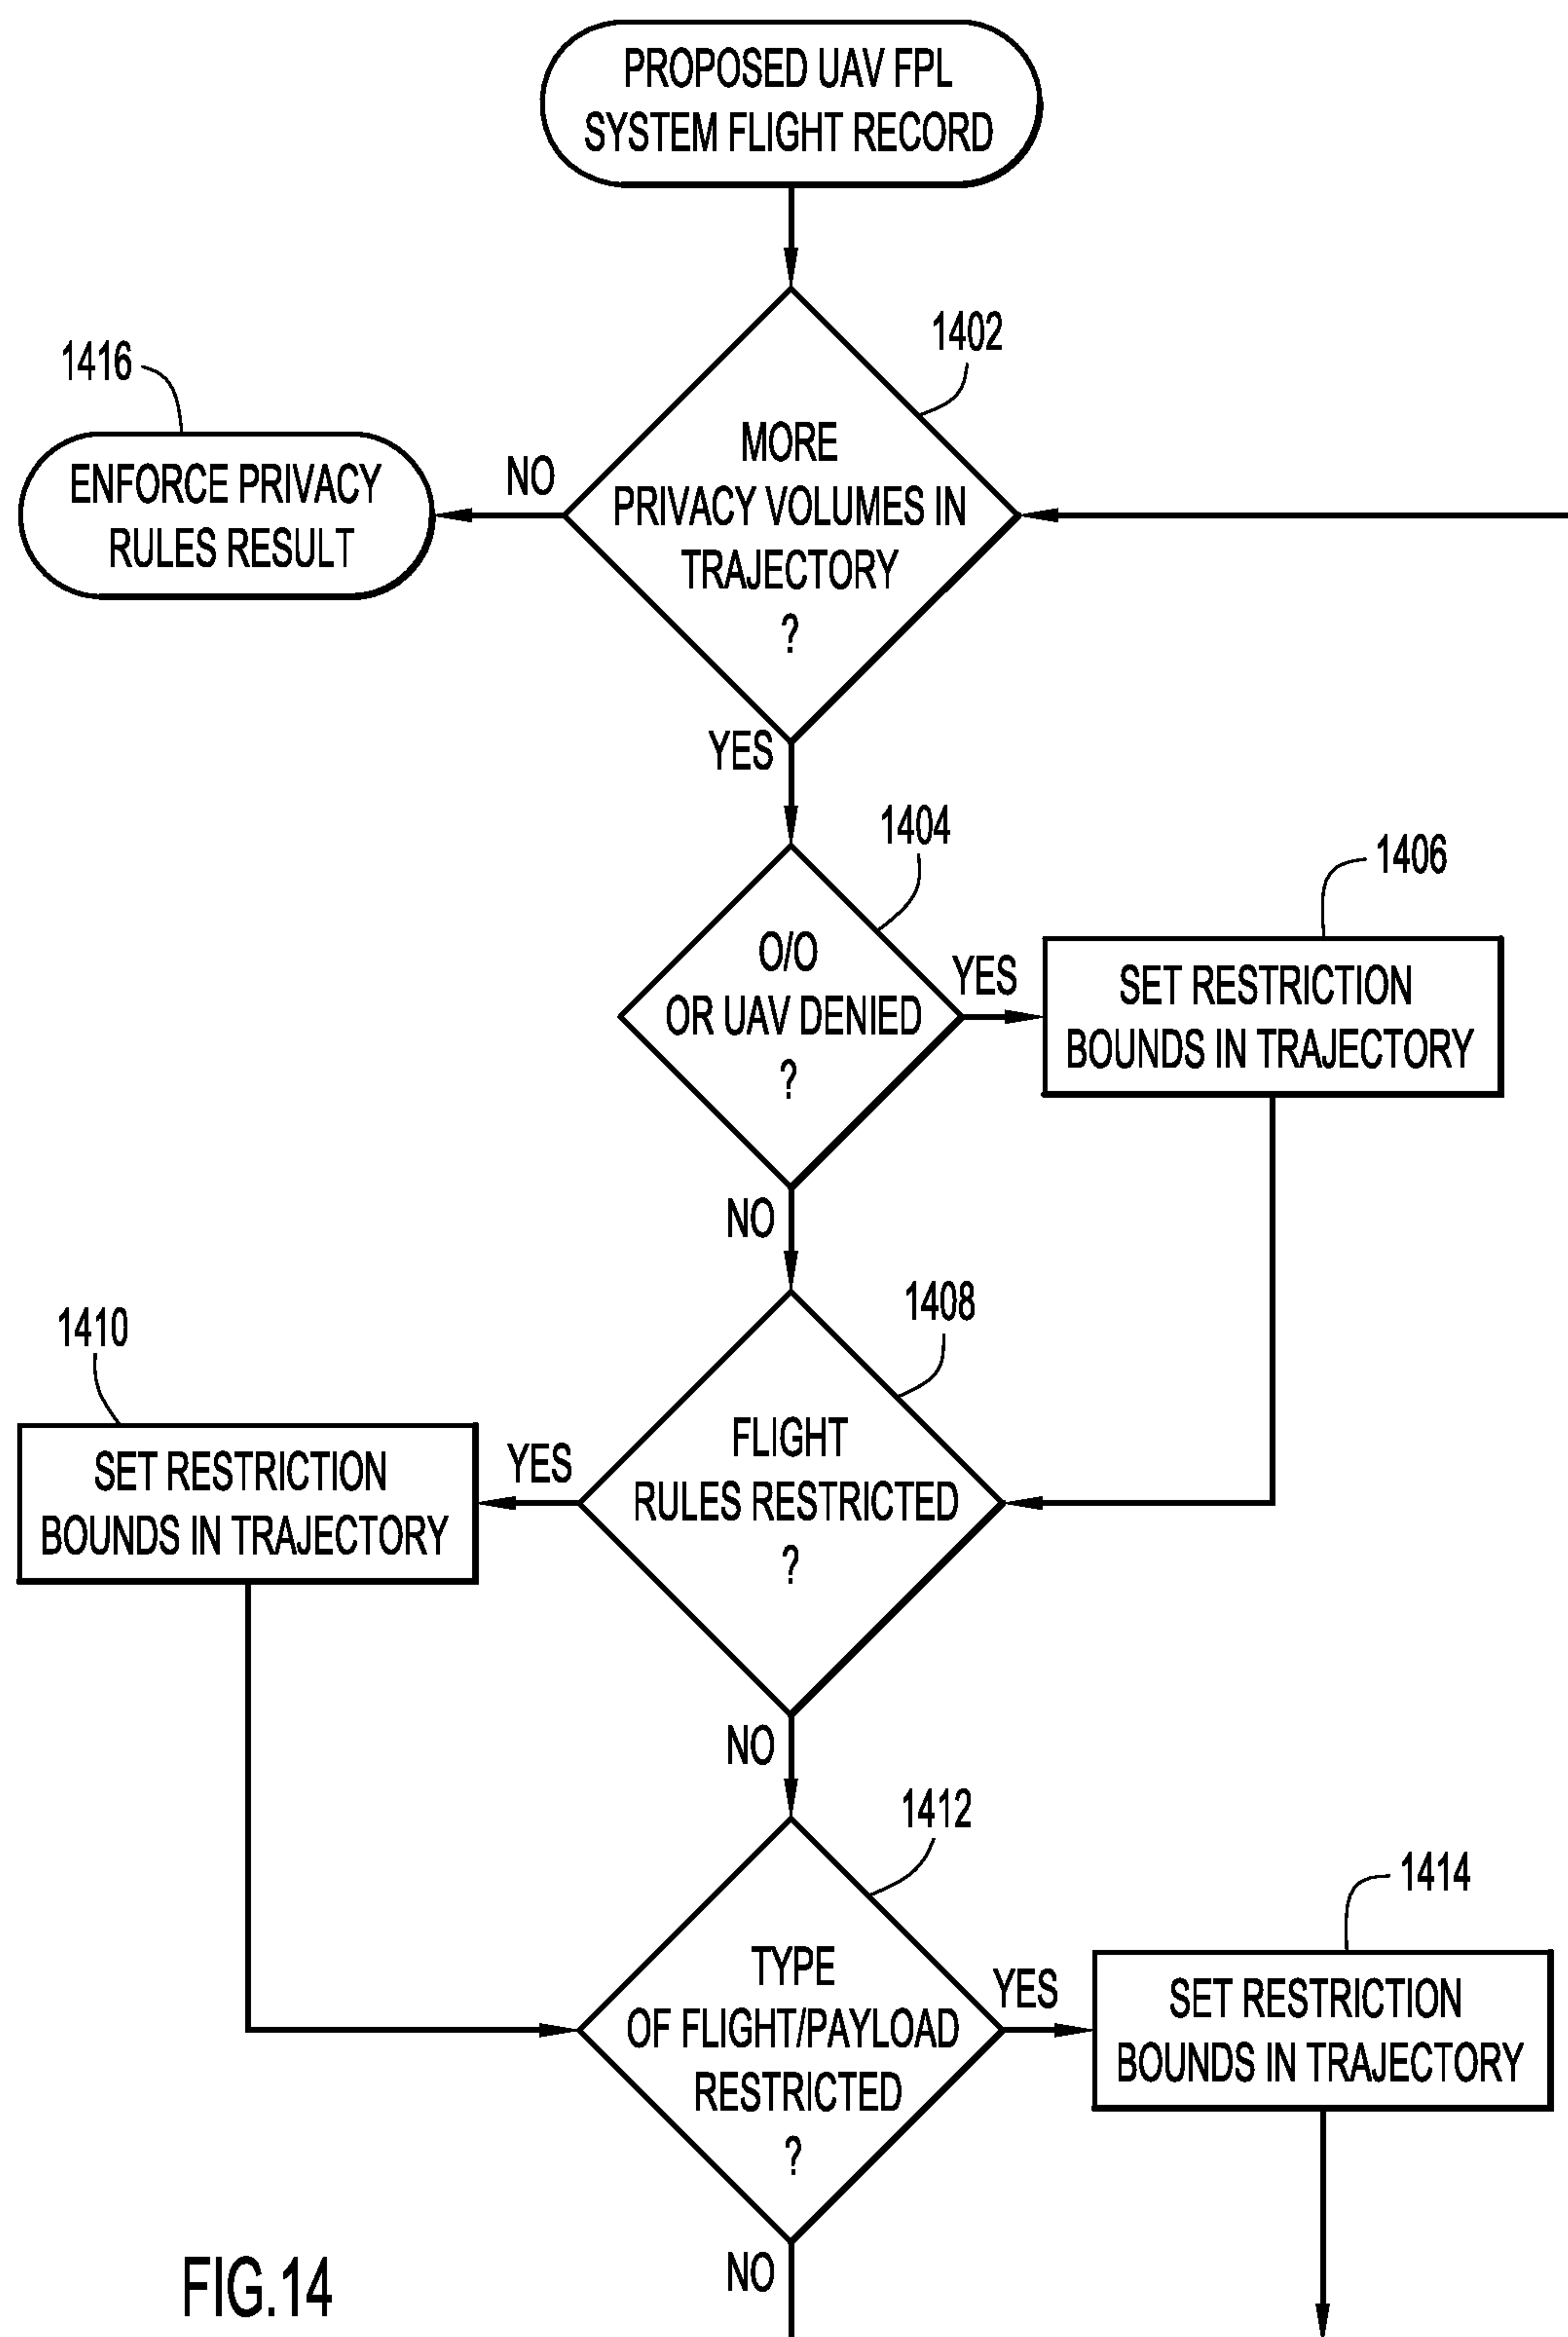 PROPOSED UAV FPL
SYSTEM FLIGHT RECORD
1402
1416
MORE
PRIVACY VOLUMES IN
TRAJECTORY
?
NO
ENFORCE PRIVACY
RULES RESULT
YES
1404
1406
O/O
OR UAV DENIED
?
YES
SET RESTRICTION
BOUNDS IN TRAJECTORY
NO
1408
1410
FLIGHT
RULES RESTRICTED
?
YES
SET RESTRICTION
BOUNDS IN TRAJECTORY
NO
1412
1414
TYPE
OF FLIGHT/PAYLOAD
RESTRICTED
?
YES
SET RESTRICTION
BOUNDS IN TRAJECTORY
NO
FIG.14